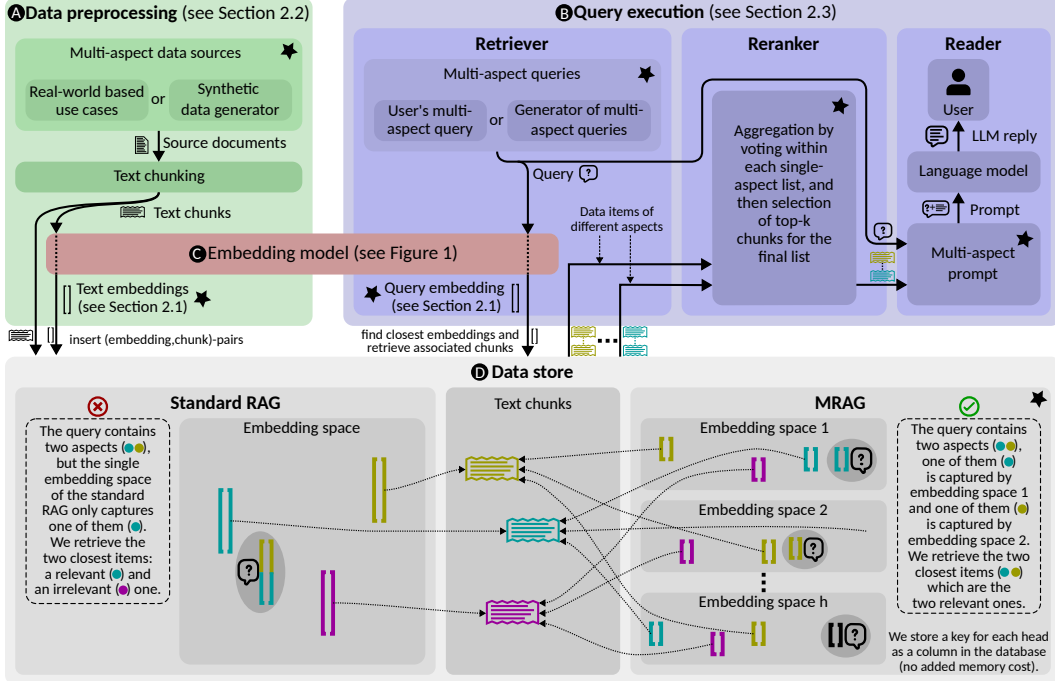 A Data preprocessing (see Section 2.2)
Multi-aspect data sources
Real-world based
use cases
or
Synthetic
data generator
Source documents
Text chunking
Text chunks
B Query execution (see Section 2.3)
Retriever
Multi-aspect queries
User's multi-
aspect query
or
Generator of multi-
aspect queries
Query
?
Data items of
different aspects
Reranker
Aggregation by
voting within
each single-
aspect list, and
then selection
of top-k
chunks for the
final list
Reader
User
LLM reply
Language model
?+
Prompt
?
Multi-aspect
prompt
C Embedding model (see Figure 1)
[] Text embeddings
(see Section 2.1)
Query embedding []
(see Section 2.1)
[] insert (embedding,chunk)-pairs
find closest embeddings and
retrieve associated chunks
[]
...
D Data store
Standard RAG
The query contains
two aspects (),
but the single
embedding space
of the standard
RAG only captures
one of them ().
We retrieve the
two closest items:
a relevant () and
an irrelevant () one.
Embedding space
?
Text chunks
MRAG
Embedding space 1
?
Embedding space 2
?
Embedding space h
?
The query contains
two aspects (),
one of them ()
is captured by
embedding space 1
and one of them ()
is captured by
embedding space 2.
We retrieve the two
closest items ()
which are the
two relevant ones.
We store a key for each head
as a column in the database
(no added memory cost).